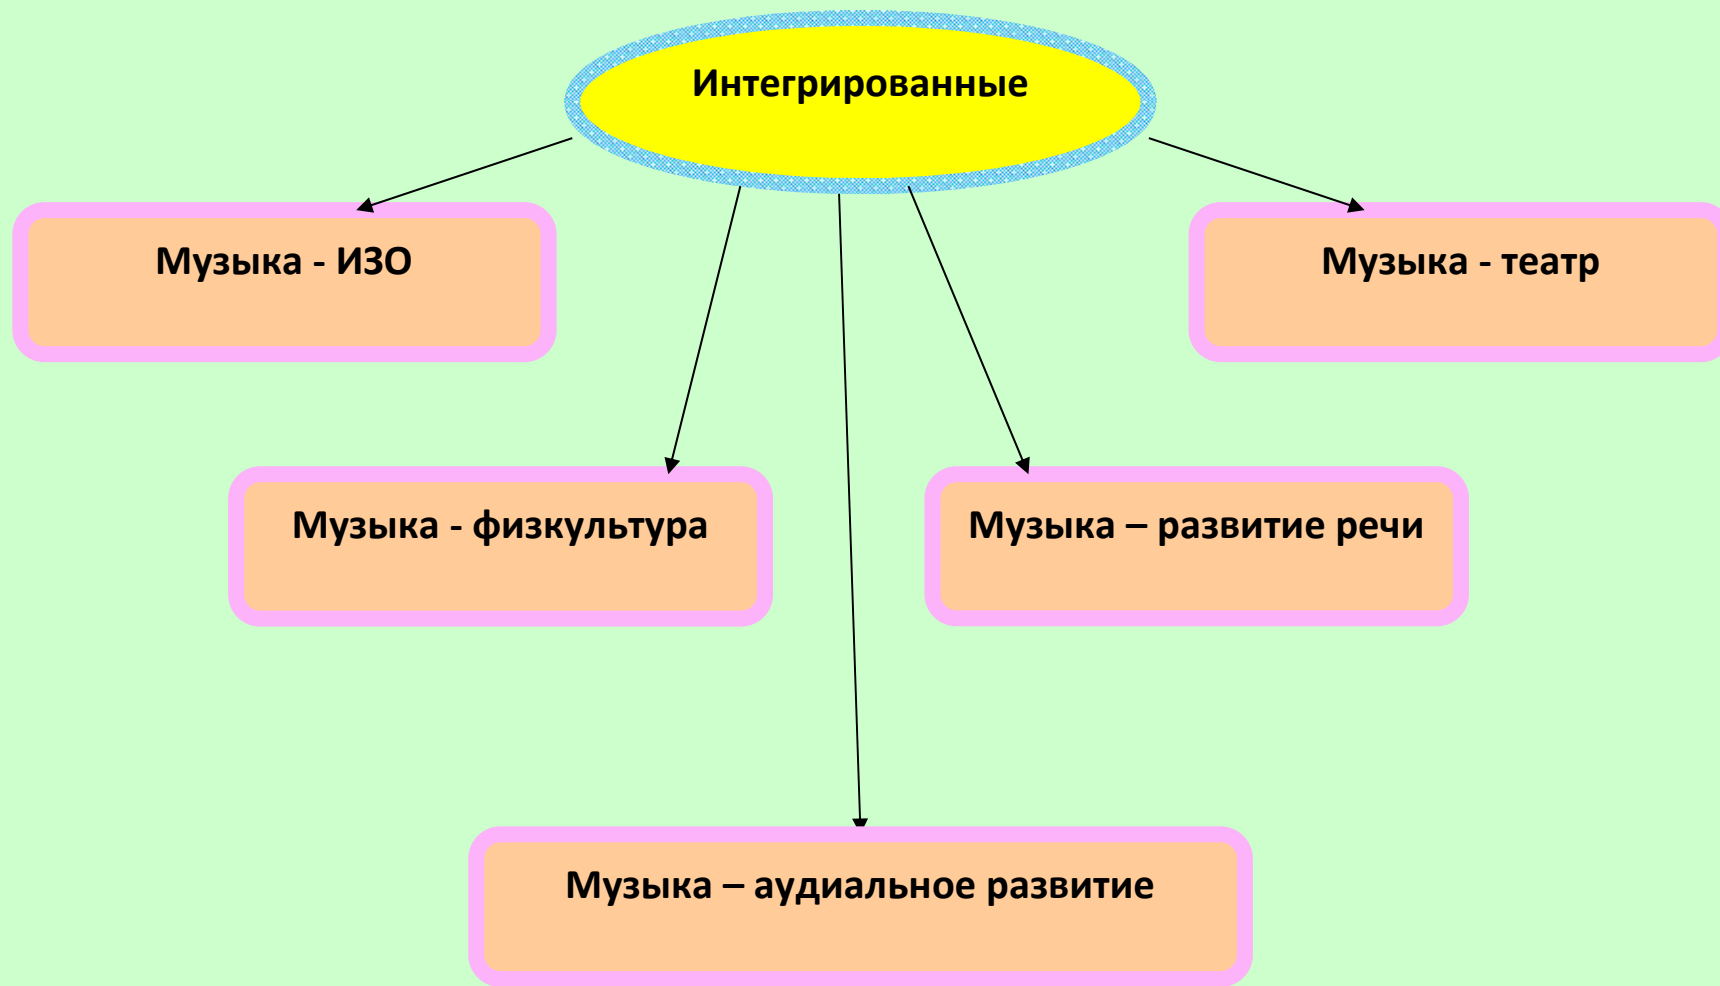 Интегрированные
Музыка - ИЗО
Музыка - театр
Музыка - физкультура
Музыка – развитие речи
Музыка – аудиальное развитие